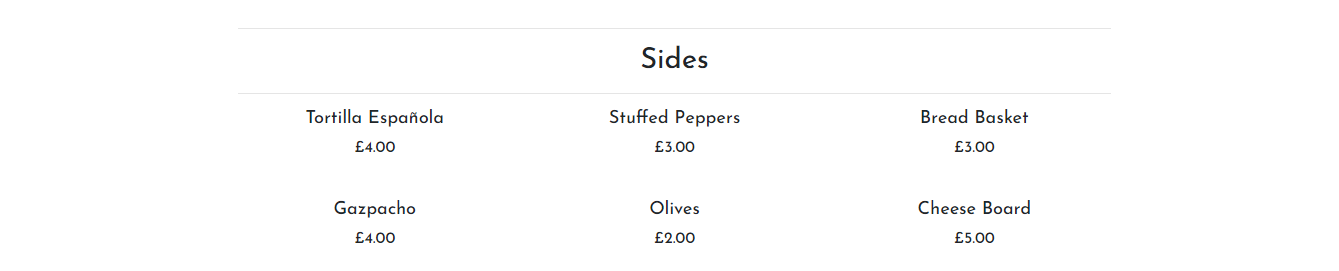 Sides
Tortilla Española
Stuffed Peppers
Bread Basket
£4.00
£3.00
£3.00
Gazpacho
Olives
Cheese Board
£4.00
£2.00
£5.00